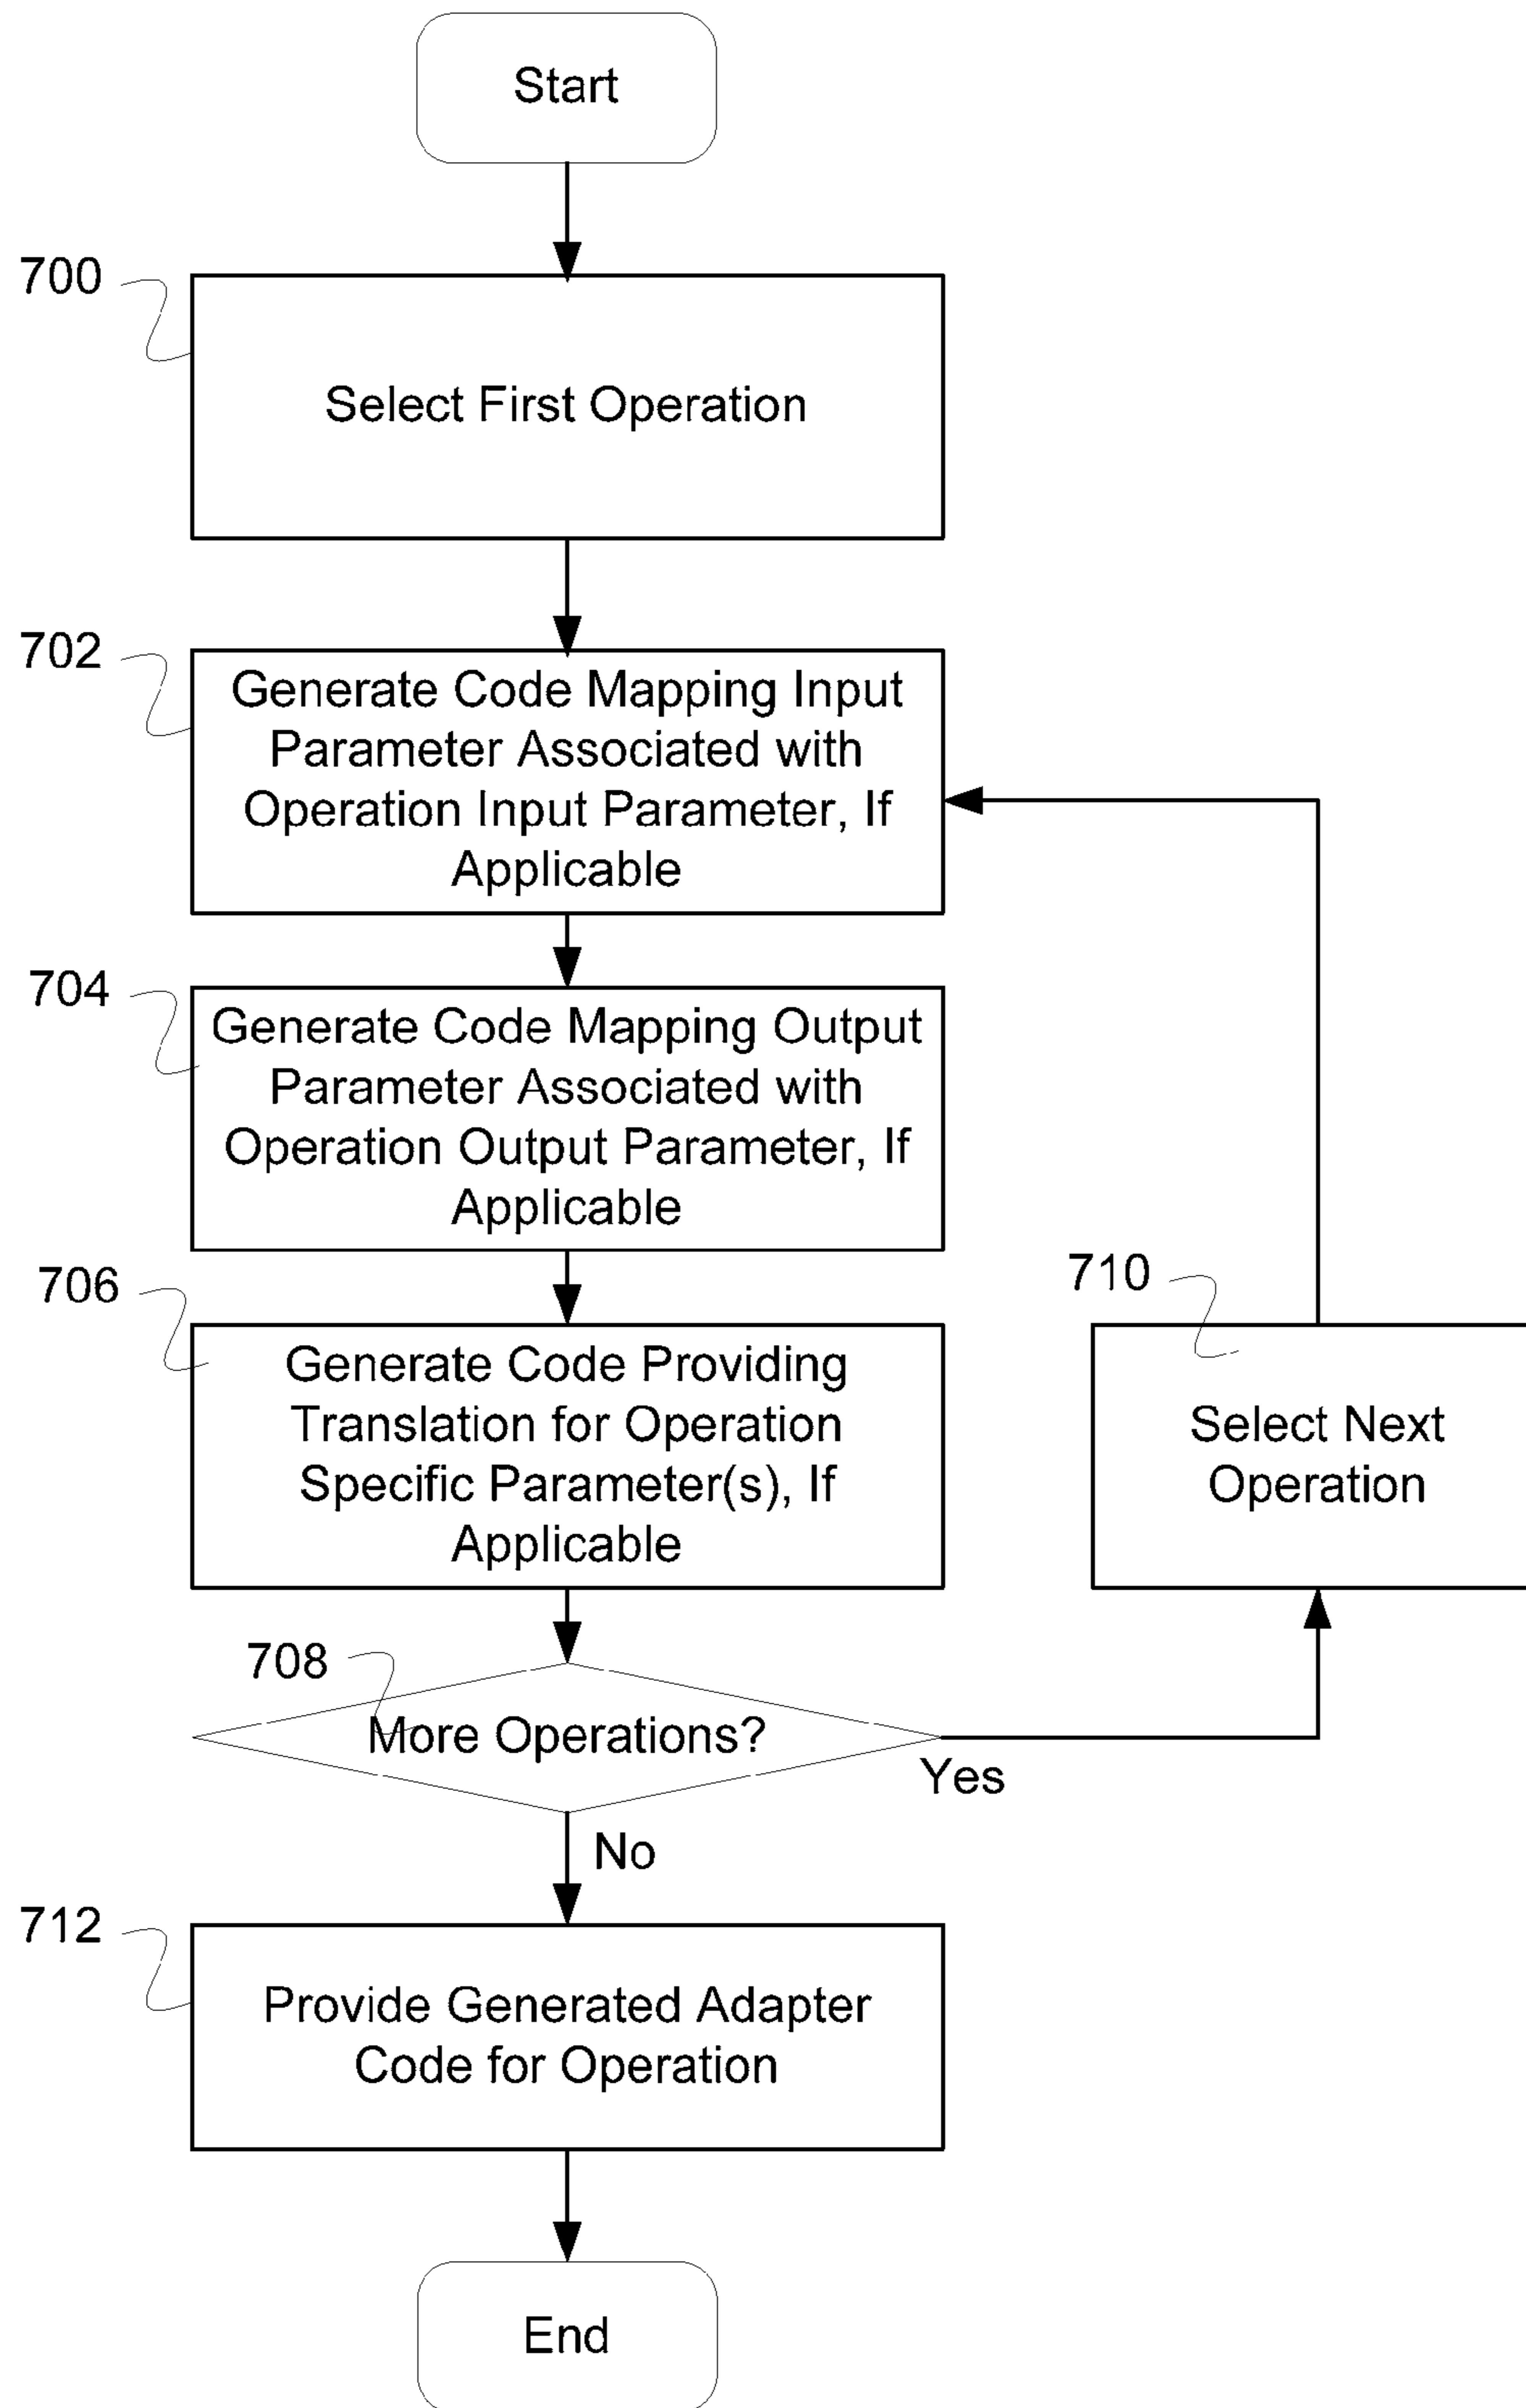 Start
700
Select First Operation
702
Generate Code Mapping Input
Parameter Associated with
Operation Input Parameter, If
Applicable
704
Generate Code Mapping Output
Parameter Associated with
Operation Output Parameter, If
Applicable
706
Generate Code Providing
Translation for Operation
Specific Parameter(s), If
Applicable
710
Select Next
Operation
708
More Operations?
Yes
No
712
Provide Generated Adapter
Code for Operation
End